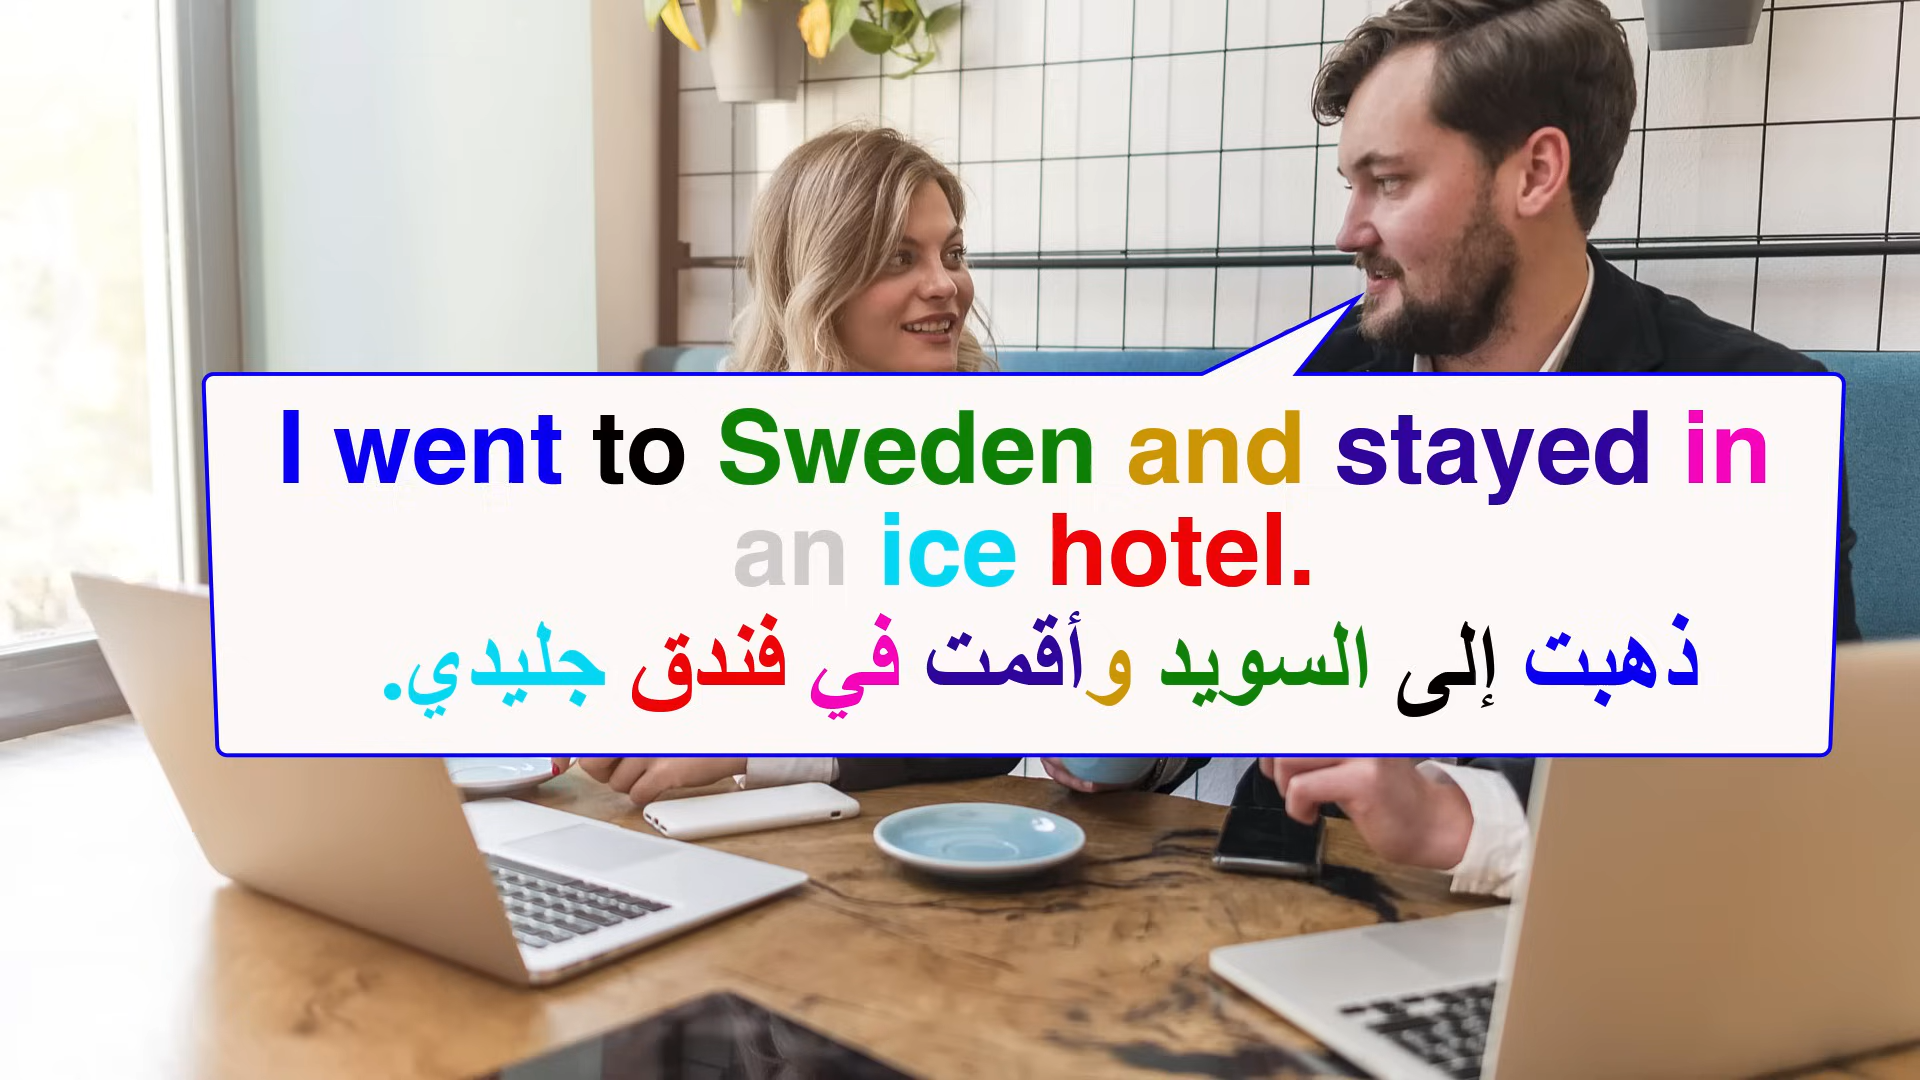 I went to Sweden and stayed in
an ice hotel.
ذهبت إلى السويد وأقمت في فندق جليدي.